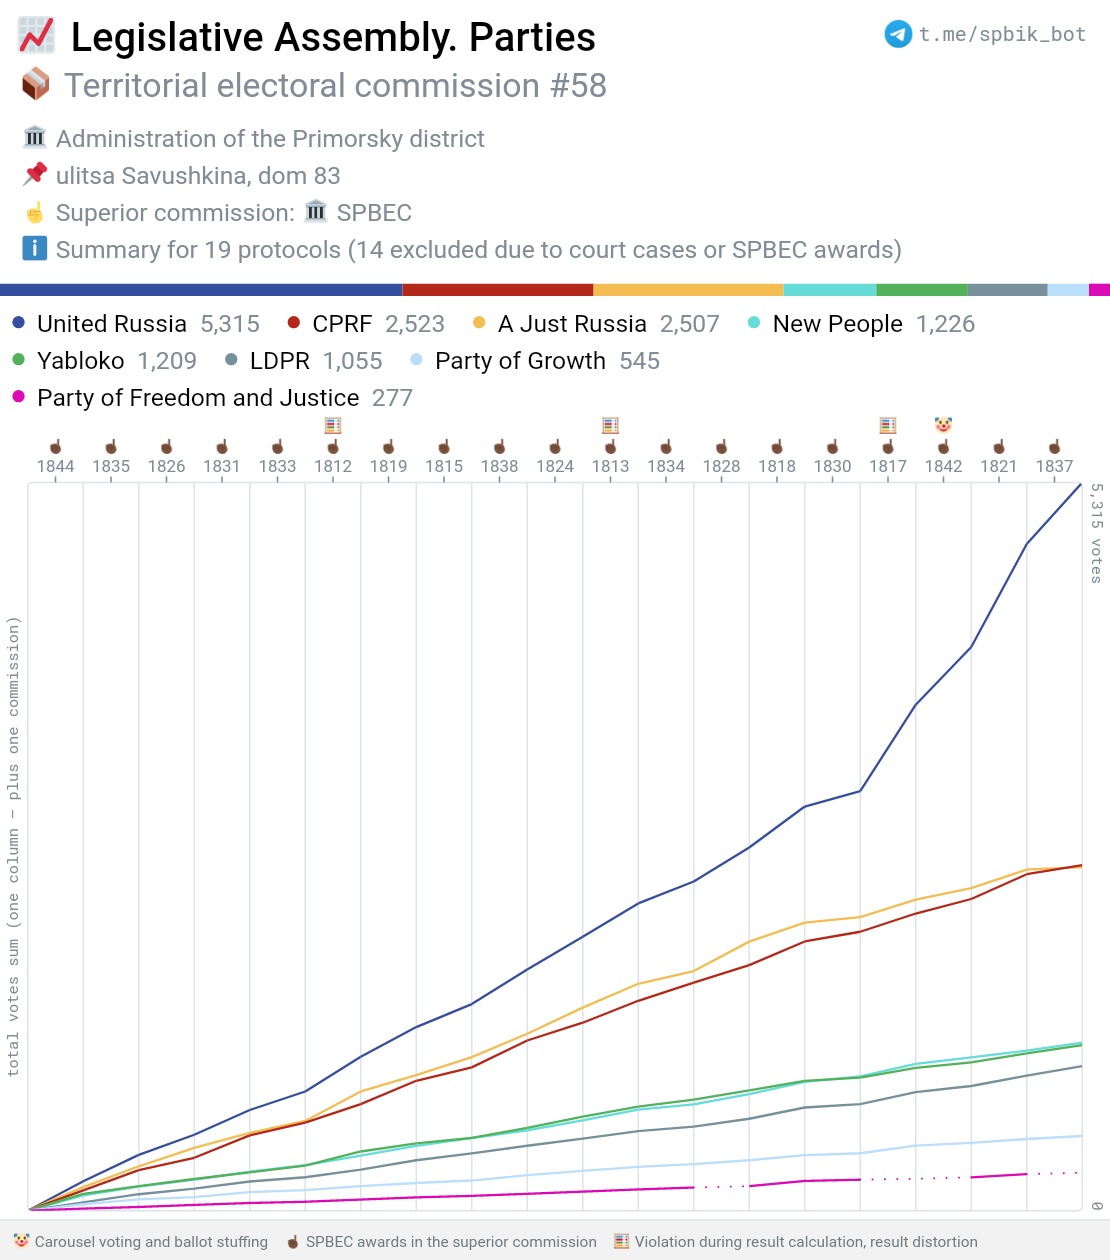 Legislative Assembly. Parties
t.me/spbik_bot
Territorial electoral commission #58
Administration of the Primorsky district
ulitsa Savushkina, dom 83
Superior commission: SPBEC
Summary for 19 protocols (14 excluded due to court cases or SPBEC awards)
United Russia 5,315 CPRF 2,523 A Just Russia 2,507 New People 1,226
Yabloko 1,209 LDPR 1,055 Party of Growth 545
Party of Freedom and Justice 277
1844 1835 1826 1831 1833 1812 1819 1815 1838 1824 1813 1834 1828 1818 1830 1817 1842 1821 1837
5,315 votes
total votes sum (one column – plus one commission)
0
Carousel voting and ballot stuffing SPBEC awards in the superior commission Violation during result calculation, result distortion